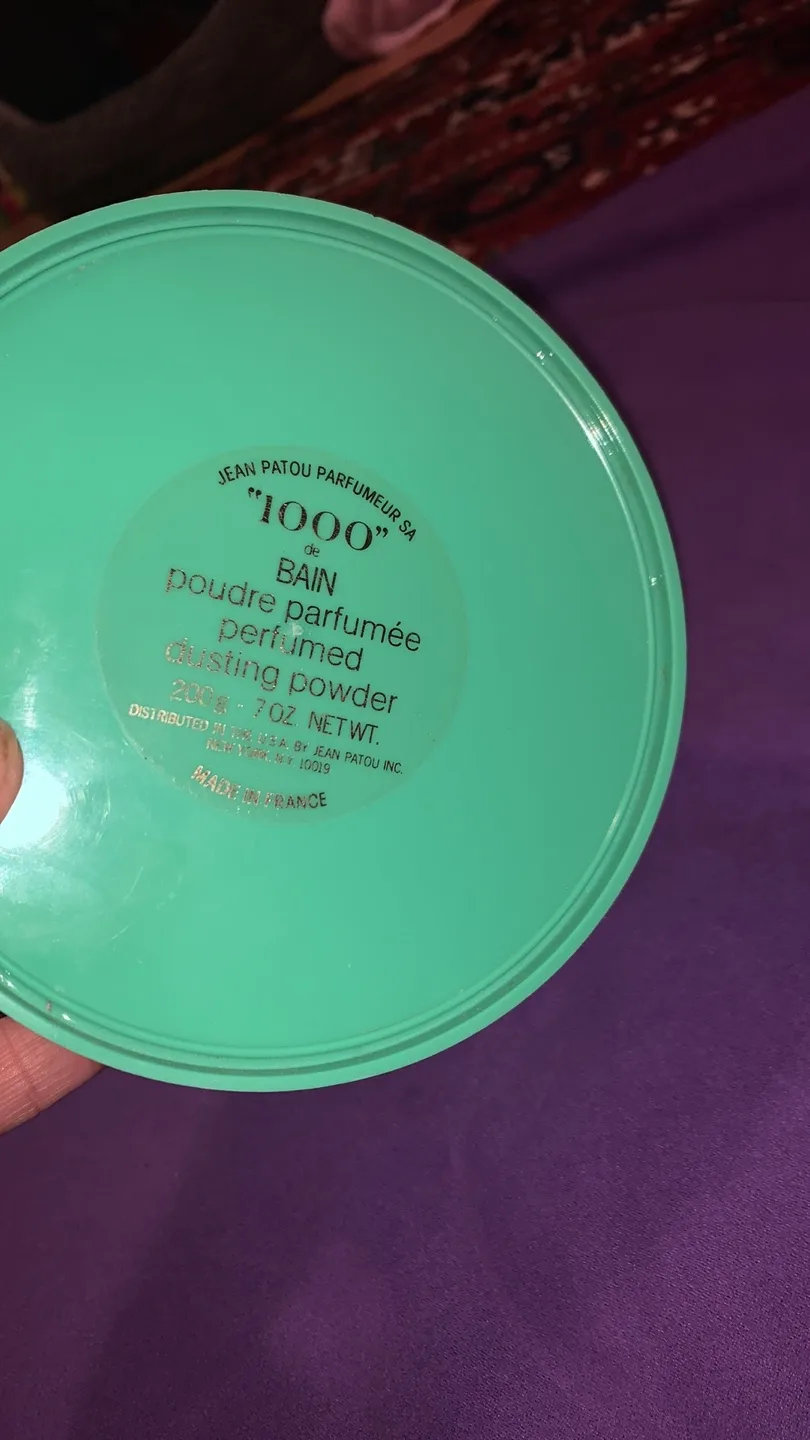 JEAN PATOU PARFUMEUR SA
"1000"
de
BAIN
poudre parfumée
perfumed
dusting powder
200g - 7 OZ. NET WT.
DISTRIBUTED IN THE U.S.A. BY JEAN PATOU INC.
NEW YORK, N.Y. 10019
MADE IN FRANCE